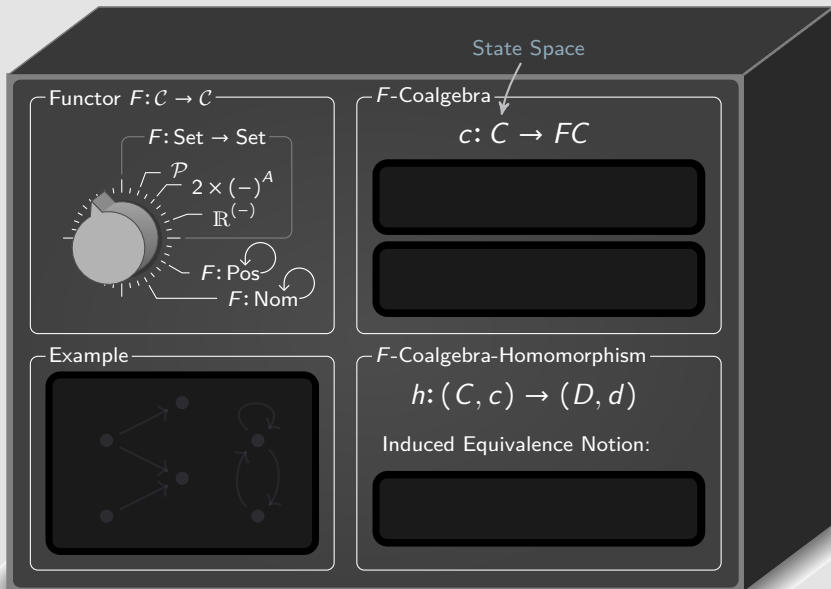 State Space
Functor F: 𝒞 → 𝒞
F: Set → Set
𝒫
2 × (−)^A
ℝ^(−)
F: Pos
F: Nom
F-Coalgebra
c: C → FC
Example
F-Coalgebra-Homomorphism
h: (C, c) → (D, d)
Induced Equivalence Notion: